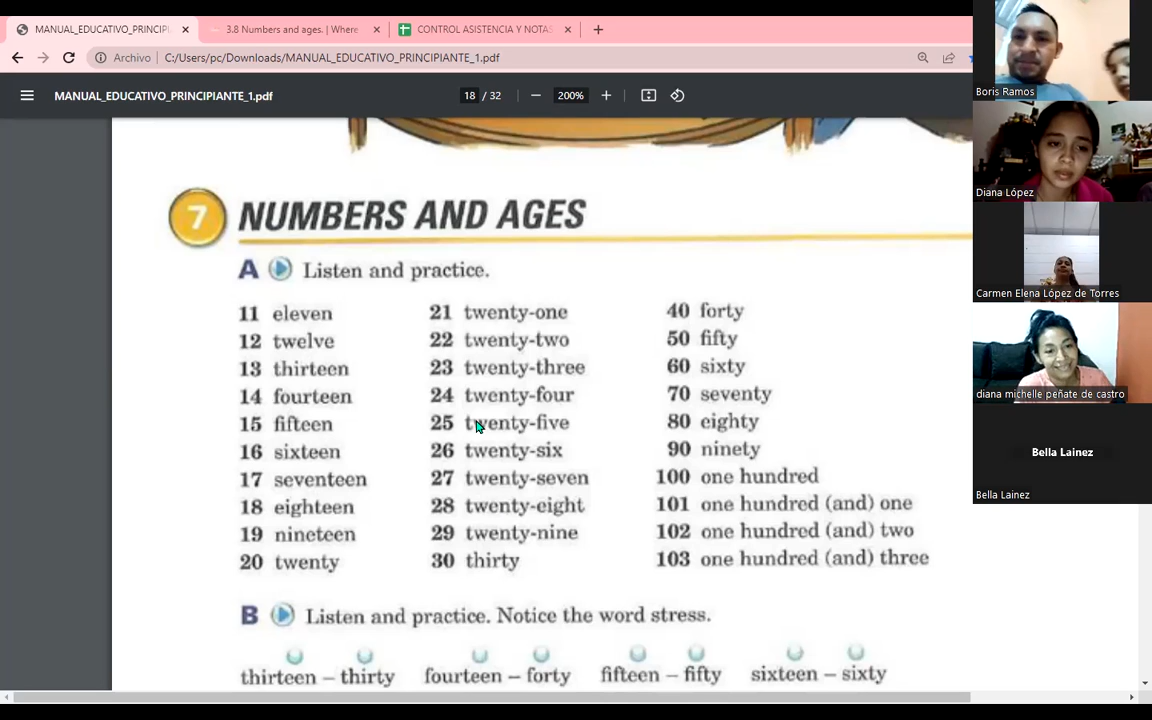 MANUAL_EDUCATIVO_PRINCIPI
3.8 Numbers and ages. | Where
CONTROL ASISTENCIA Y NOTAS
Archivo C:/Users/pc/Downloads/MANUAL_EDUCATIVO_PRINCIPIANTE_1.pdf
MANUAL_EDUCATIVO_PRINCIPIANTE_1.pdf
18 / 32
200%
7 NUMBERS AND AGES
A Listen and practice.
11 eleven
12 twelve
13 thirteen
14 fourteen
15 fifteen
16 sixteen
17 seventeen
18 eighteen
19 nineteen
20 twenty
21 twenty-one
22 twenty-two
23 twenty-three
24 twenty-four
25 twenty-five
26 twenty-six
27 twenty-seven
28 twenty-eight
29 twenty-nine
30 thirty
40 forty
50 fifty
60 sixty
70 seventy
80 eighty
90 ninety
100 one hundred
101 one hundred (and) one
102 one hundred (and) two
103 one hundred (and) three
B Listen and practice. Notice the word stress.
thirteen – thirty fourteen – forty fifteen – fifty sixteen – sixty
Boris Ramos
Diana López
Carmen Elena López de Torres
diana michelle peñate de castro
Bella Lainez
Bella Lainez